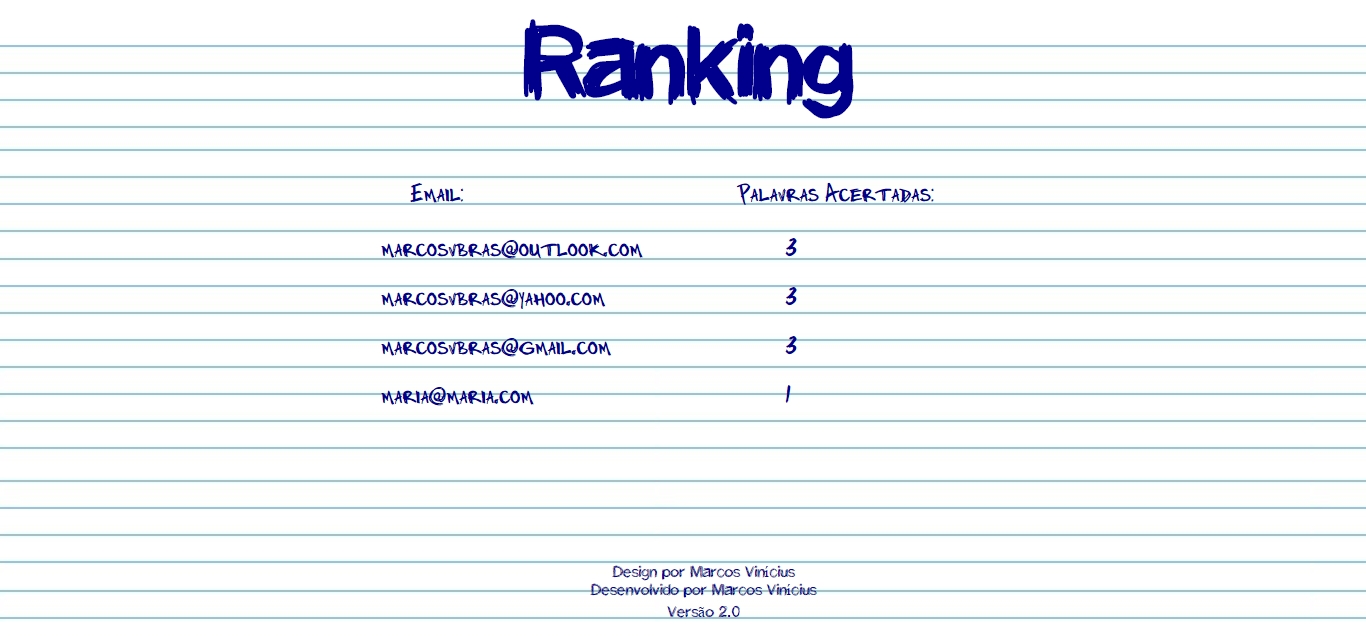 Ranking
Email: Palavras Acertadas:
marcosvbras@outlook.com 3
marcosvbras@yahoo.com 3
marcosvbras@gmail.com 3
maria@maria.com 1
Design por Marcos Vinícius
Desenvolvido por Marcos Vinícius
Versão 2.0